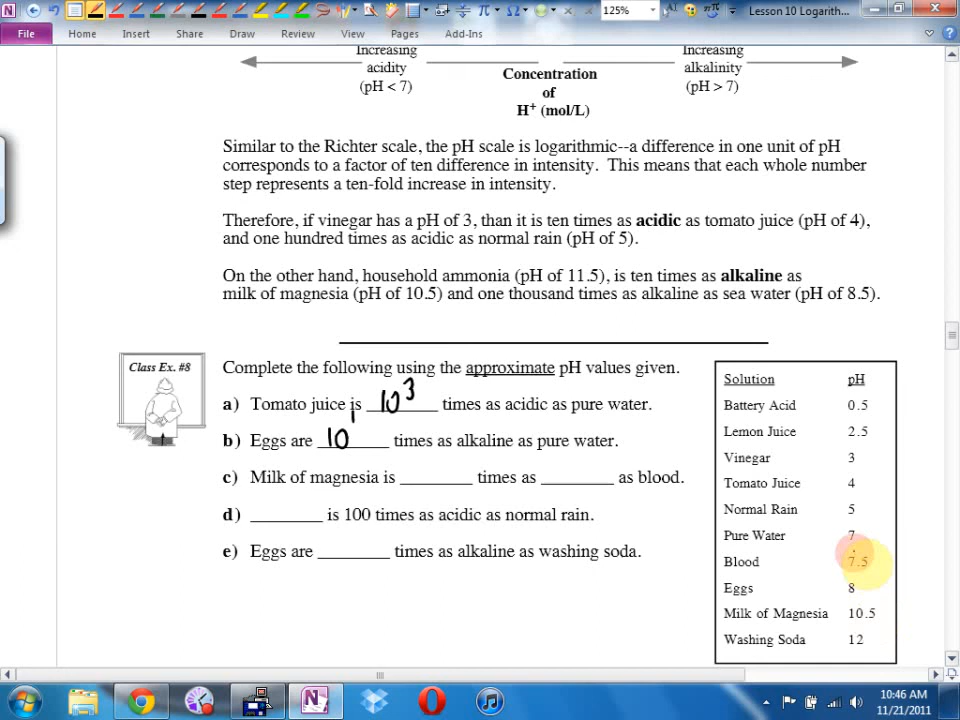 125%
Lesson 10 Logarith...
File Home Insert Share Draw Review View Pages Add-Ins
Increasing
acidity
(pH < 7)
Concentration
of
H⁺ (mol/L)
Increasing
alkalinity
(pH > 7)
Similar to the Richter scale, the pH scale is logarithmic--a difference in one unit of pH
corresponds to a factor of ten difference in intensity. This means that each whole number
step represents a ten-fold increase in intensity.
Therefore, if vinegar has a pH of 3, than it is ten times as acidic as tomato juice (pH of 4),
and one hundred times as acidic as normal rain (pH of 5).
On the other hand, household ammonia (pH of 11.5), is ten times as alkaline as
milk of magnesia (pH of 10.5) and one thousand times as alkaline as sea water (pH of 8.5).
Class Ex. #8
Complete the following using the approximate pH values given.
a) Tomato juice is 10³ times as acidic as pure water.
b) Eggs are 10¹ times as alkaline as pure water.
c) Milk of magnesia is ________ times as ________ as blood.
d) ________ is 100 times as acidic as normal rain.
e) Eggs are ________ times as alkaline as washing soda.
Solution pH
Battery Acid 0.5
Lemon Juice 2.5
Vinegar 3
Tomato Juice 4
Normal Rain 5
Pure Water 7
Blood 7.5
Eggs 8
Milk of Magnesia 10.5
Washing Soda 12
10:46 AM
11/21/2011